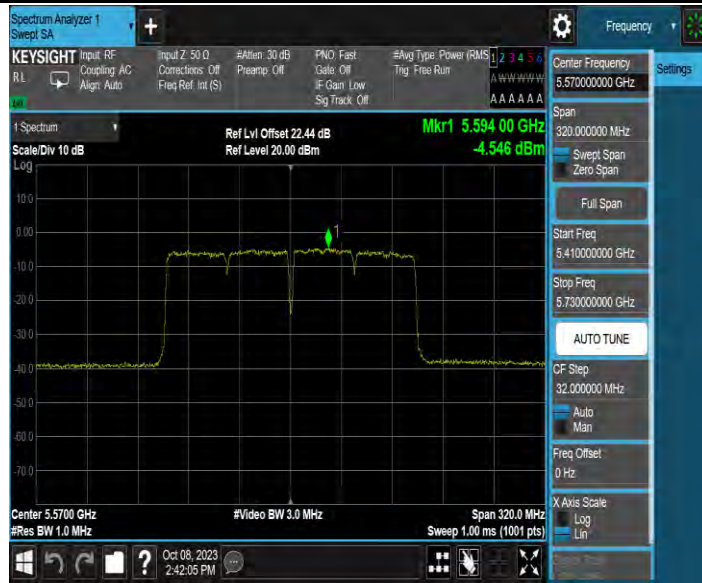 Spectrum Analyzer 1
Swept SA
Frequency
KEYSIGHT
RL
Input: RF
Coupling: AC
Align: Auto
Input Z: 50 Ω
Corrections: Off
Freq Ref: Int (S)
#Atten: 30 dB
Preamp: Off
PNO: Fast
Gate: Off
IF Gain: Low
Sig Track: Off
#Avg Type: Power (RMS
Trig: Free Run
1 2 3 4 5 6
A W W W W W
A A A A A A
Settings
Center Frequency
5.570000000 GHz
Span
320.000000 MHz
Swept Span
Zero Span
Full Span
Start Freq
5.410000000 GHz
Stop Freq
5.730000000 GHz
AUTO TUNE
CF Step
32.000000 MHz
Auto
Man
Freq Offset
0 Hz
X Axis Scale
Log
Lin
1 Spectrum
Scale/Div 10 dB
Log
Ref Lvl Offset 22.44 dB
Ref Level 20.00 dBm
Mkr1 5.594 00 GHz
-4.546 dBm
1
10.0
0.00
-10.0
-20.0
-30.0
-40.0
-50.0
-60.0
-70.0
Center 5.5700 GHz
#Res BW 1.0 MHz
#Video BW 3.0 MHz
Span 320.0 MHz
Sweep 1.00 ms (1001 pts)
?
Oct 08, 2023
2:42:05 PM